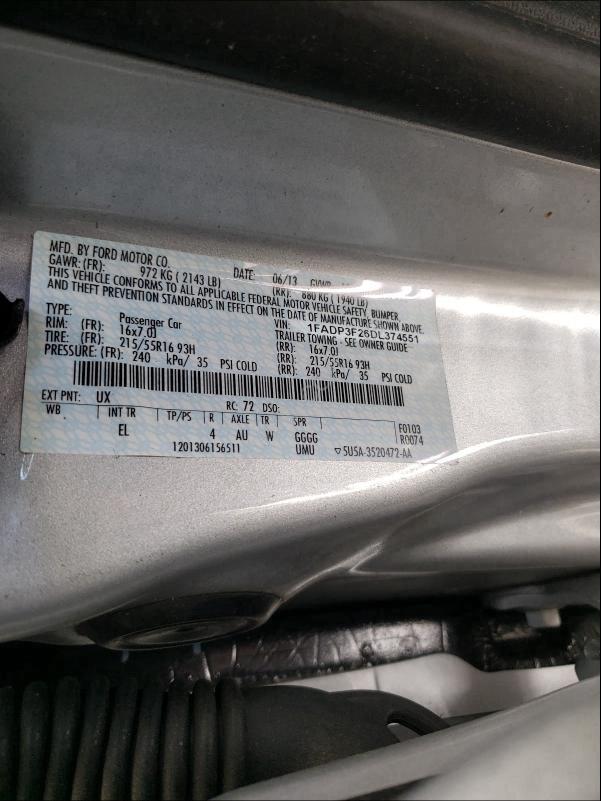 MFD. BY FORD MOTOR CO.
DATE: 06/13 GVWR:
GAWR: (FR): 972 KG ( 2143 LB) (RR): 880 KG ( 1940 LB)
THIS VEHICLE CONFORMS TO ALL APPLICABLE FEDERAL MOTOR VEHICLE SAFETY, BUMPER,
AND THEFT PREVENTION STANDARDS IN EFFECT ON THE DATE OF MANUFACTURE SHOWN ABOVE.
VIN: 1FADP3F26DL374551
TYPE: Passenger Car TRAILER TOWING - SEE OWNER GUIDE
RIM: (FR): 16x7.0J (RR): 16x7.0J
TIRE: (FR): 215/55R16 93H (RR): 215/55R16 93H
PRESSURE: (FR): 240 kPa/ 35 PSI COLD (RR): 240 kPa/ 35 PSI COLD
EXT PNT: UX RC: 72 DSO:
WB INT TR TP/PS R AXLE TR SPR F0103
EL 4 AU W GGGG R0074
1201306156511 UMU ▽5U5A-3520472-AA